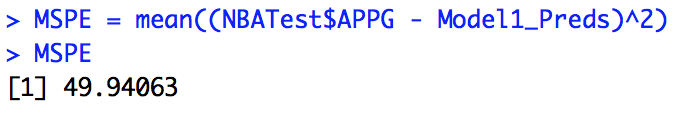 > MSPE = mean((NBATest$APPG - Model1_Preds)^2)
> MSPE
[1] 49.94063